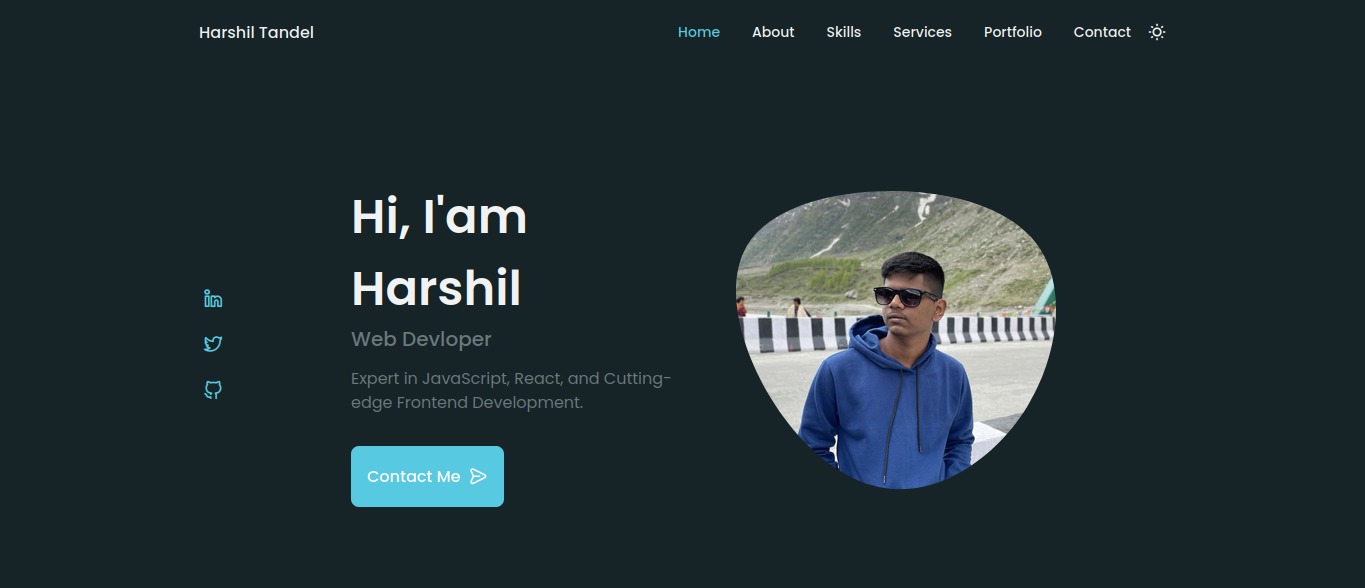 Harshil Tandel
Home About Skills Services Portfolio Contact
Hi, I'am
Harshil
Web Devloper
Expert in JavaScript, React, and Cutting-
edge Frontend Development.
Contact Me